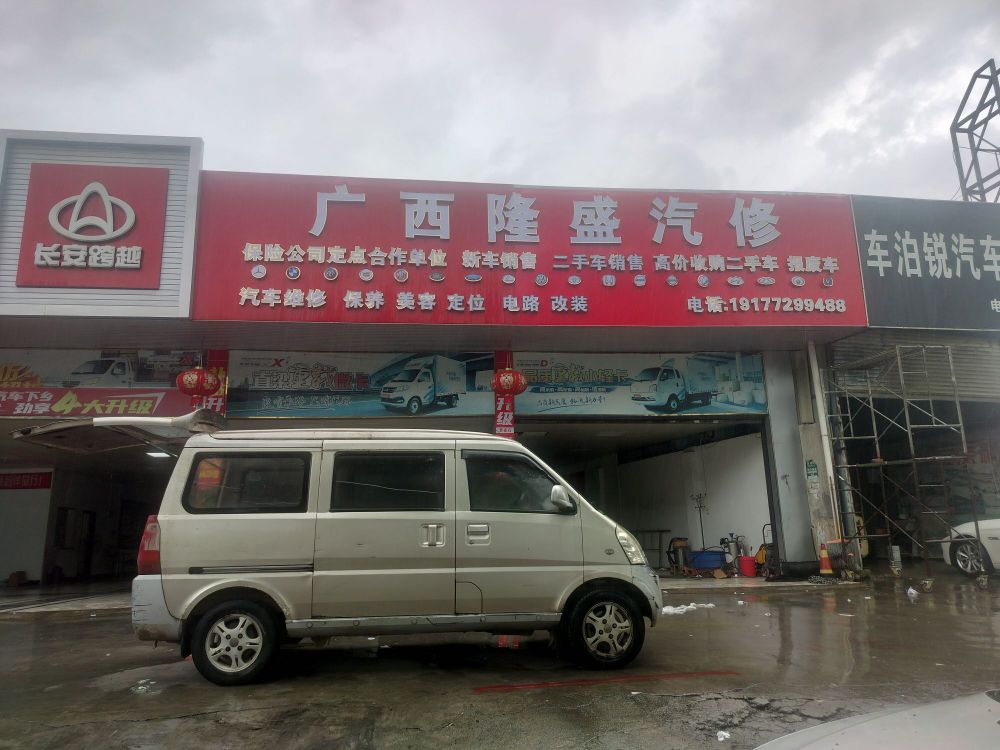 长安跨越
广西隆盛汽修
保险公司定点合作单位 新车销售 二手车销售 高价收购二手车 报废车
汽车维修 保养 美容 定位 电路 改装 电话:19177299488
车泊锐汽车
电
汽车下乡
劲享4大升级
升级